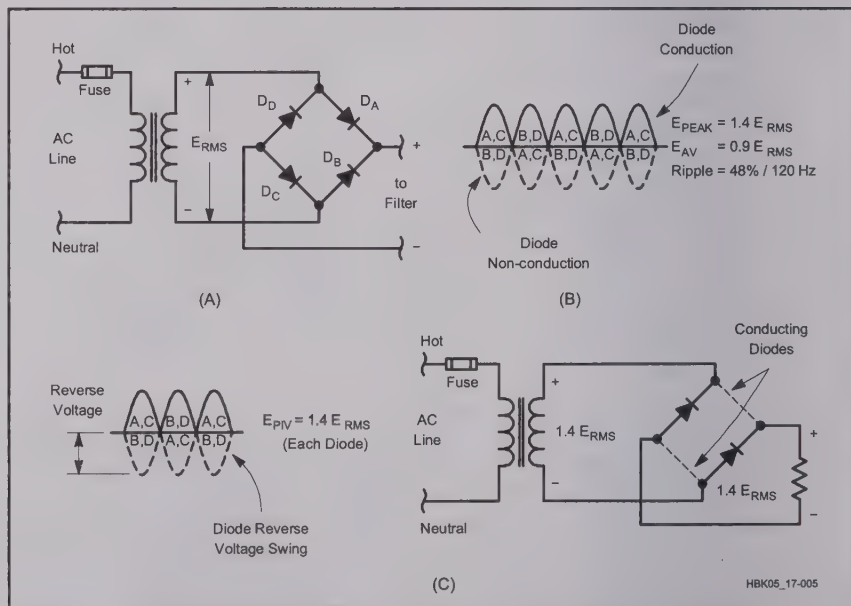 Hot
Fuse
AC
Line
Neutral
+
E_RMS
−
D_D
D_A
D_B
D_C
+
to
Filter
−
(A)
Diode
Conduction
A,C B,D A,C B,D A,C
B,D A,C B,D A,C B,D
E_PEAK = 1.4 E_RMS
E_AV = 0.9 E_RMS
Ripple = 48% / 120 Hz
Diode
Non-conduction
(B)
Reverse
Voltage
A,C B,D A,C
B,D A,C B,D
E_PIV = 1.4 E_RMS
(Each Diode)
Diode Reverse
Voltage Swing
Hot
Fuse
AC
Line
Neutral
+
1.4 E_RMS
−
Conducting
Diodes
1.4 E_RMS
+
−
(C)
HBK05_17-005